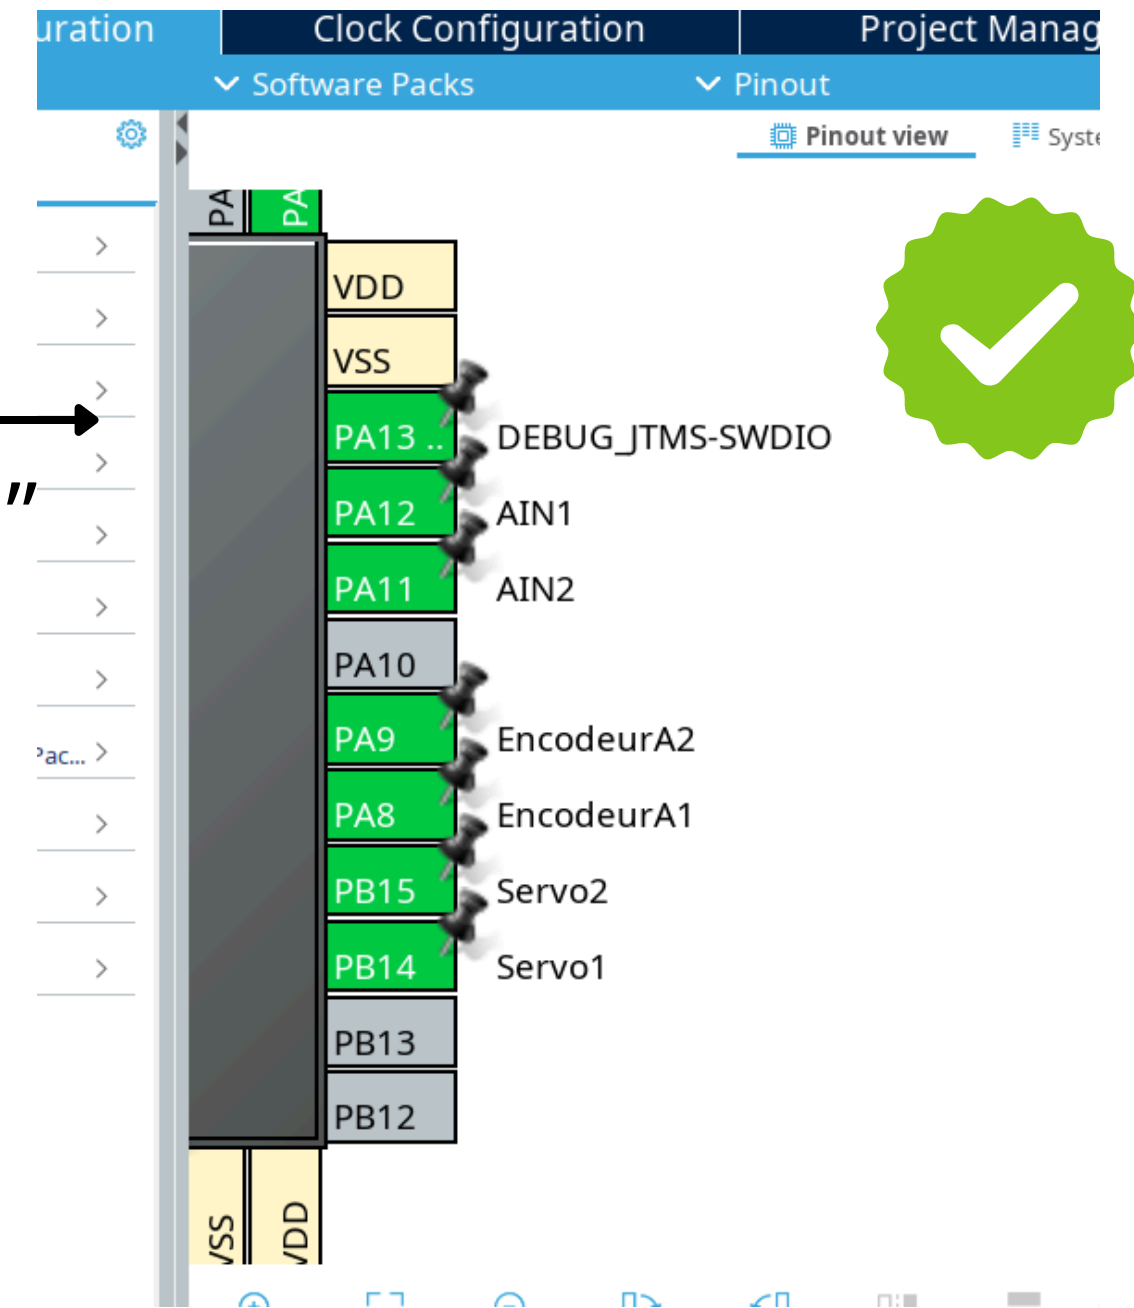 uration Clock Configuration Project Manag
Software Packs Pinout
Pinout view Syste
PA PA
VDD
VSS
PA13 .. DEBUG_JTMS-SWDIO
"
PA12 AIN1
PA11 AIN2
PA10
PA9 EncodeurA2
Pac...
PA8 EncodeurA1
PB15 Servo2
PB14 Servo1
PB13
PB12
VSS VDD